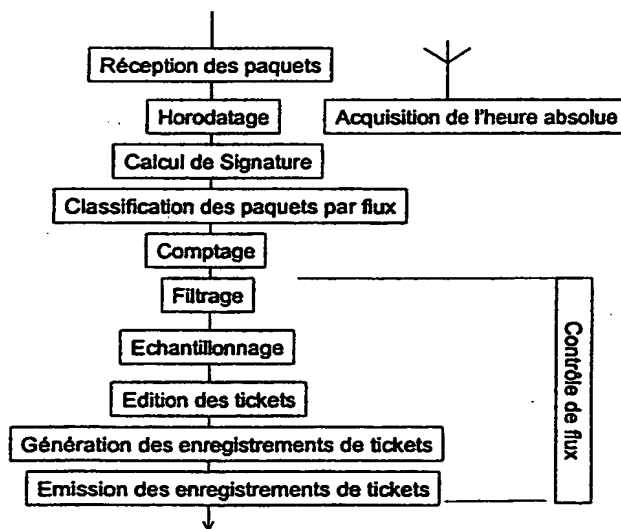 Réception des paquets
Horodatage
Acquisition de l'heure absolue
Calcul de Signature
Classification des paquets par flux
Comptage
Filtrage
Echantillonnage
Edition des tickets
Génération des enregistrements de tickets
Emission des enregistrements de tickets
Contrôle de flux